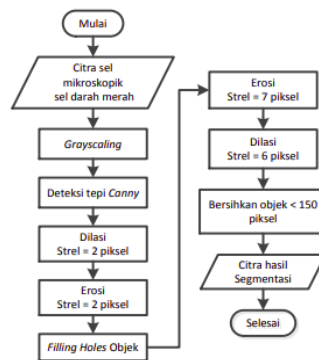 Mulai
Citra sel
mikroskopik
sel darah merah
Grayscaling
Deteksi tepi Canny
Dilasi
Strel = 2 piksel
Erosi
Strel = 2 piksel
Filling Holes Objek
Erosi
Strel = 7 piksel
Dilasi
Strel = 6 piksel
Bersihkan objek < 150
piksel
Citra hasil
Segmentasi
Selesai